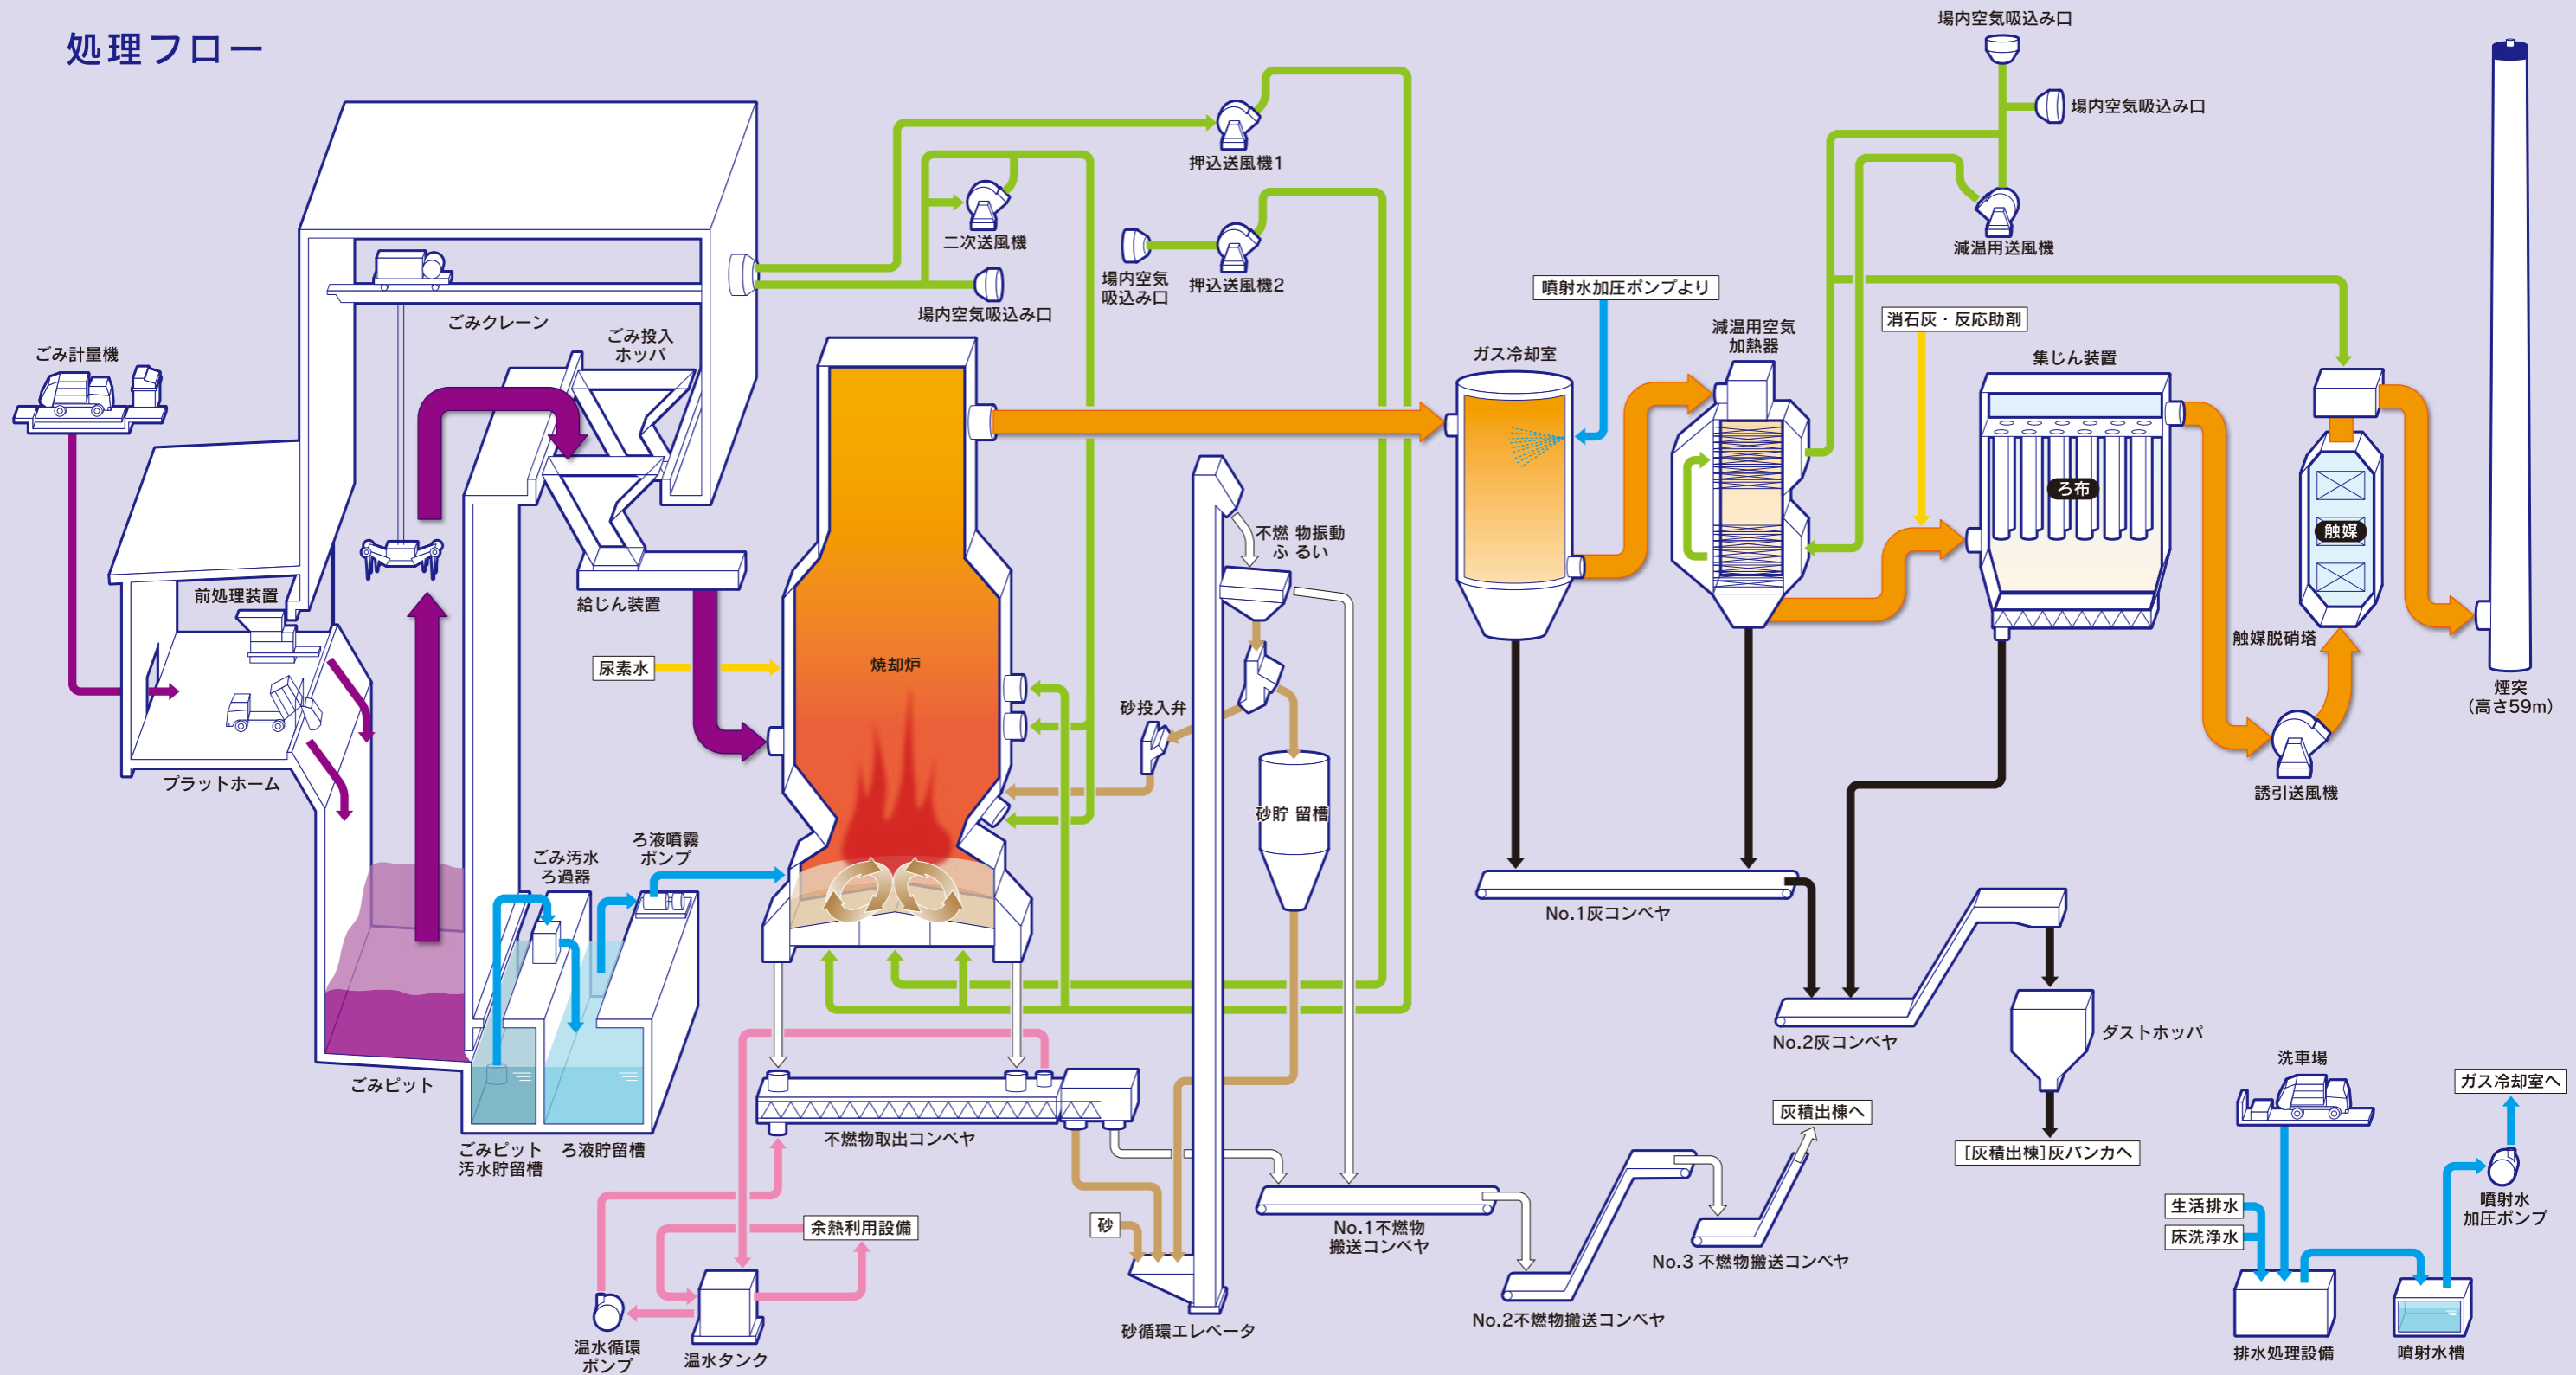 処理フロー
場内空気吸込み口
場内空気吸込み口
押込送風機1
二次送風機
減温用送風機
場内空気
吸込み口
押込送風機2
場内空気吸込み口
噴射水加圧ポンプより
消石灰・反応助剤
ごみクレーン
ごみ投入
ホッパ
ごみ計量機
ガス冷却室
減温用空気
加熱器
集じん装置
ろ布
触媒
不燃 物振動
ふ るい
前処理装置
給じん装置
尿素水
焼却炉
触媒脱硝塔
煙突
（高さ59m）
砂投入弁
プラットホーム
誘引送風機
砂貯 留槽
ごみ汚水
ろ過器
ろ液噴霧
ポンプ
No.1灰コンベヤ
No.2灰コンベヤ
ダストホッパ
洗車場
ガス冷却室へ
ごみピット
不燃物取出コンベヤ
灰積出棟へ
ごみピット
汚水貯留槽
ろ液貯留槽
[灰積出棟]灰バンカへ
生活排水
床洗浄水
噴射水
加圧ポンプ
余熱利用設備
砂
No.1不燃物
搬送コンベヤ
No.3 不燃物搬送コンベヤ
No.2不燃物搬送コンベヤ
砂循環エレベータ
温水循環
ポンプ
温水タンク
排水処理設備
噴射水槽